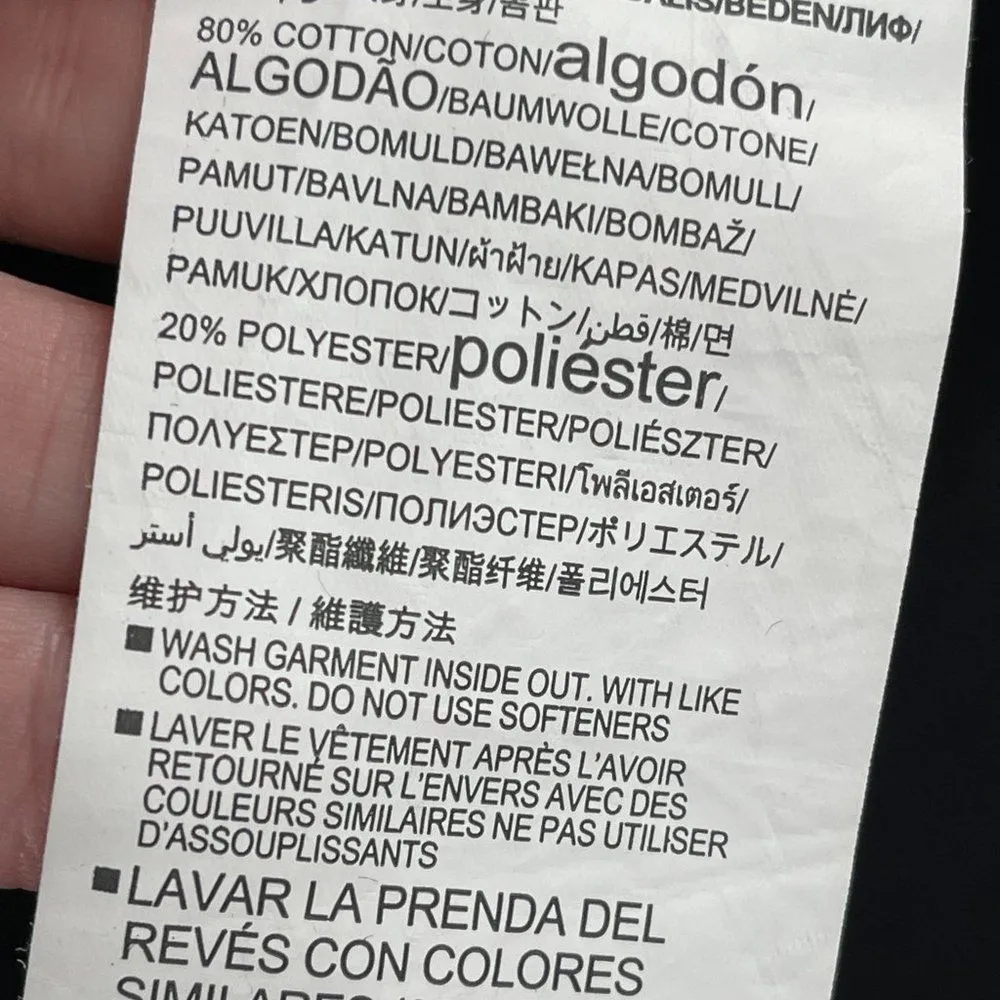 BEDEN/ЛИФ/
80% COTTON/COTON/algodón/
ALGODÃO/BAUMWOLLE/COTONE/
KATOEN/BOMULD/BAWEŁNA/BOMULL/
PAMUT/BAVLNA/BAMBAKI/BOMBAŽ/
PUUVILLA/KATUN/ผ้าฝ้าย/KAPAS/MEDVILNĖ/
PAMUK/ХЛОПОК/コットン/قطن/棉/면
20% POLYESTER/poliéster/
POLIESTERE/POLIESTER/POLIÉSZTER/
ΠΟΛΥΕΣΤΕΡ/POLYESTERI/โพลีเอสเตอร์/
POLIESTERIS/ПОЛИЭСТЕР/ポリエステル/
يولي أستر/聚酯纖維/聚酯纤维/폴리에스터
维护方法 / 維護方法
■ WASH GARMENT INSIDE OUT. WITH LIKE
COLORS. DO NOT USE SOFTENERS
■ LAVER LE VÊTEMENT APRÈS L'AVOIR
RETOURNÉ SUR L'ENVERS AVEC DES
COULEURS SIMILAIRES NE PAS UTILISER
D'ASSOUPLISSANTS
■ LAVAR LA PRENDA DEL
REVÉS CON COLORES